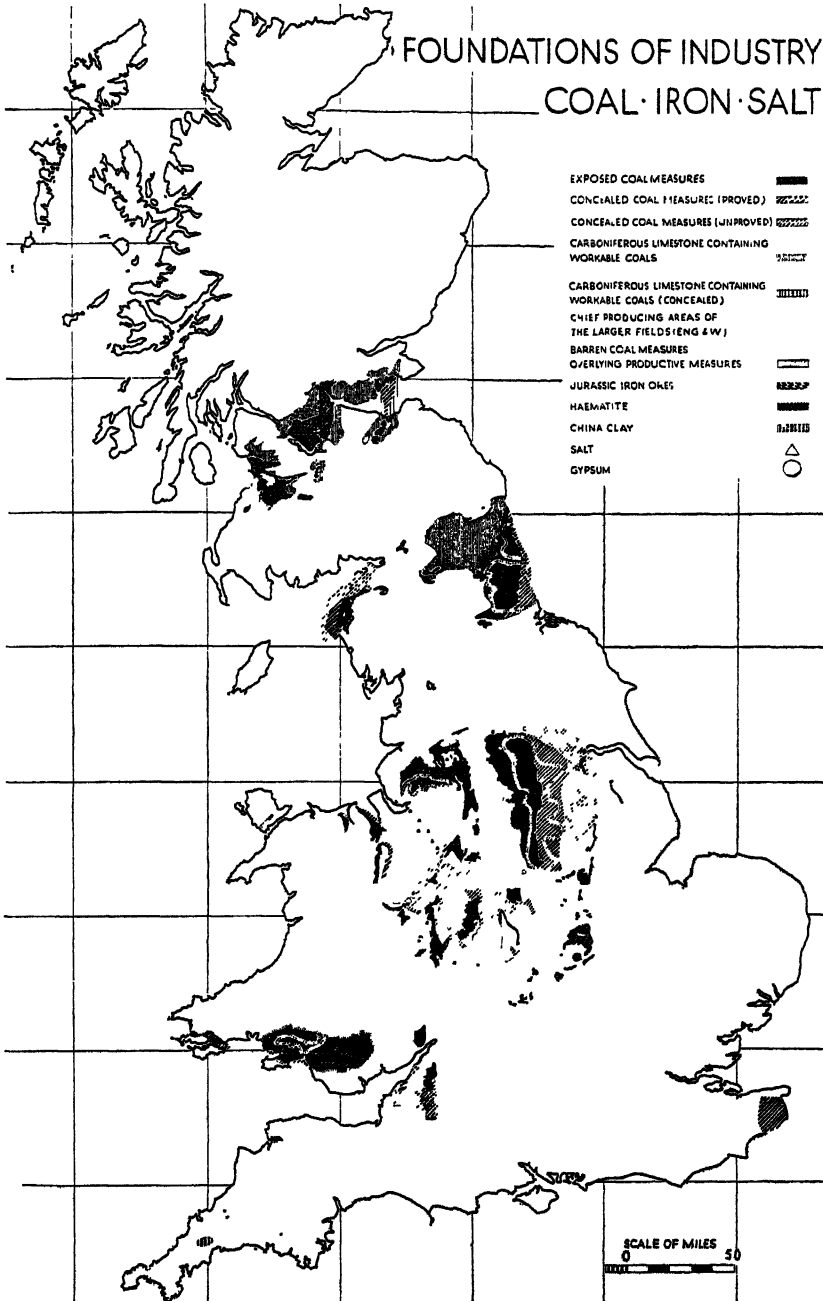 FOUNDATIONS OF INDUSTRY
COAL·IRON·SALT
EXPOSED COAL MEASURES
CONCEALED COAL MEASURES (PROVED)
CONCEALED COAL MEASURES (UNPROVED)
CARBONIFEROUS LIMESTONE CONTAINING
WORKABLE COALS
CARBONIFEROUS LIMESTONE CONTAINING
WORKABLE COALS (CONCEALED)
CHIEF PRODUCING AREAS OF
THE LARGER FIELDS (ENG & W)
BARREN COAL MEASURES
OVERLYING PRODUCTIVE MEASURES
JURASSIC IRON ORES
HAEMATITE
CHINA CLAY
SALT
GYPSUM
SCALE OF MILES
0 50